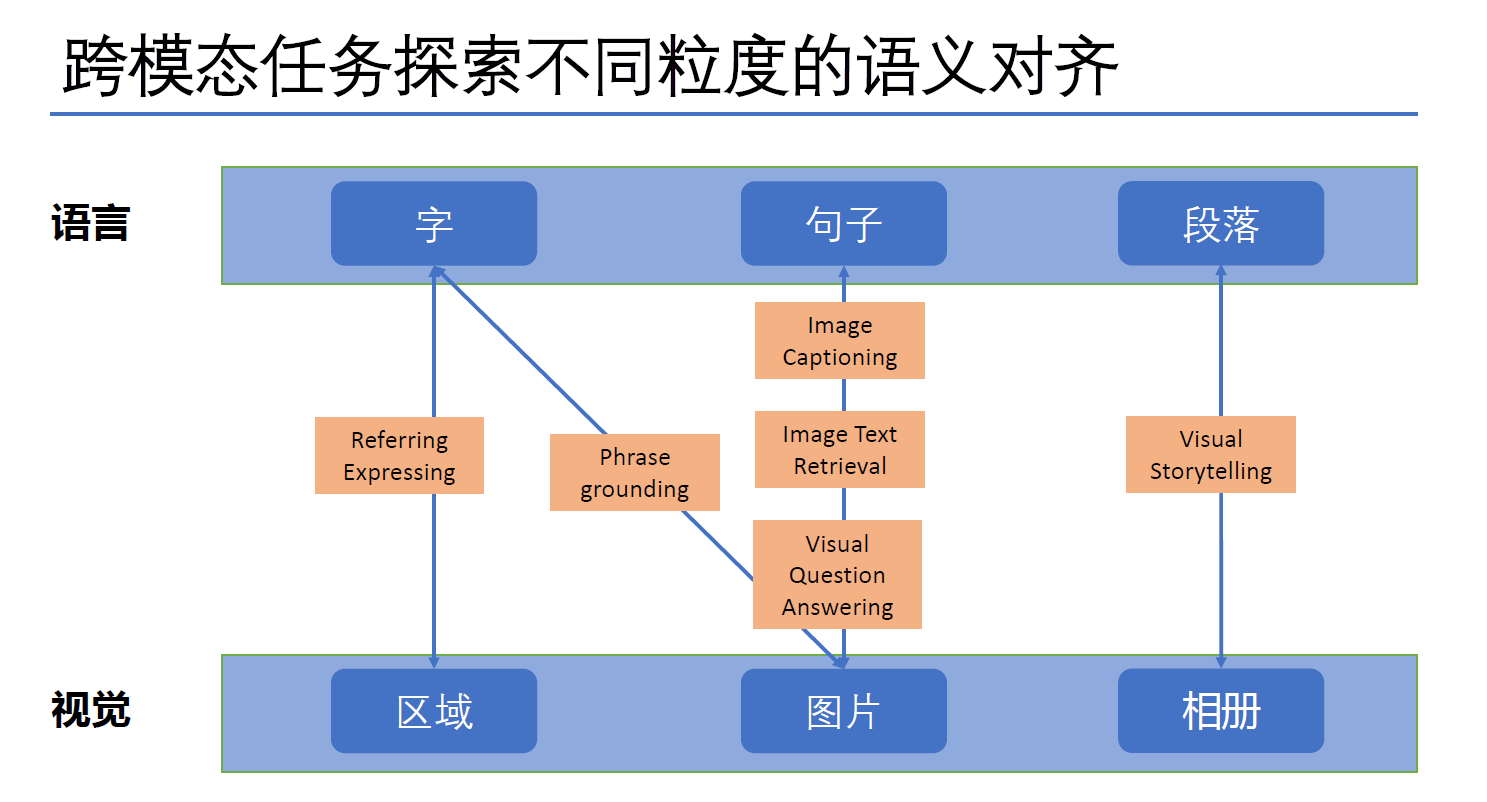 跨模态任务探索不同粒度的语义对齐
语言
字
句子
段落
Image
Captioning
Referring
Expressing
Phrase
grounding
Image Text
Retrieval
Visual
Storytelling
Visual
Question
Answering
视觉
区域
图片
相册